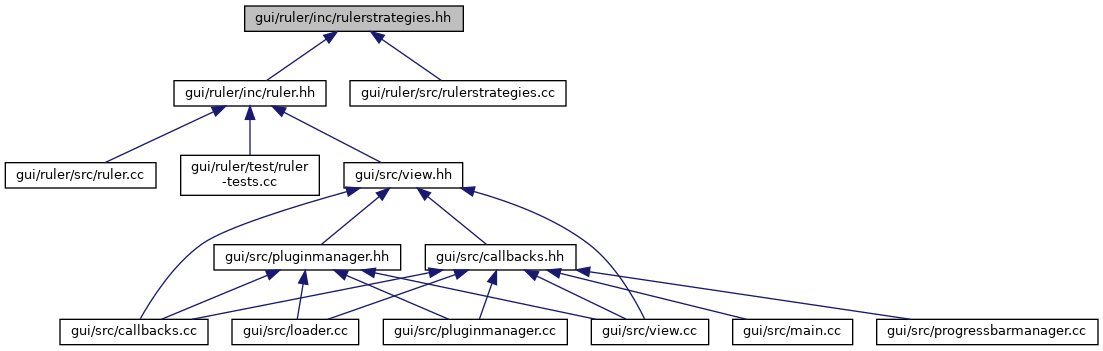 gui/ruler/inc/rulerstrategies.hh
gui/ruler/inc/ruler.hh
gui/ruler/src/rulerstrategies.cc
gui/ruler/src/ruler.cc
gui/ruler/test/ruler
-tests.cc
gui/src/view.hh
gui/src/pluginmanager.hh
gui/src/callbacks.hh
gui/src/callbacks.cc
gui/src/loader.cc
gui/src/pluginmanager.cc
gui/src/view.cc
gui/src/main.cc
gui/src/progressbarmanager.cc